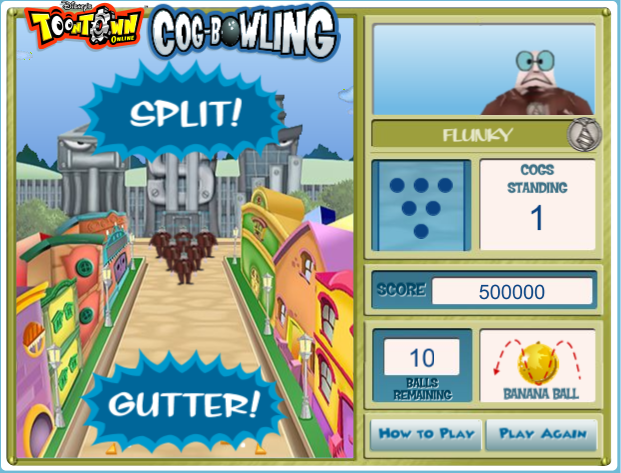 Disney's
TOONTOWN
ONLINE
COG-BOWLING
SPLIT!
FLUNKY
COGS
STANDING
1
SCORE 500000
10
BALLS
REMAINING
BANANA BALL
GUTTER!
HOW TO PLAY
PLAY AGAIN